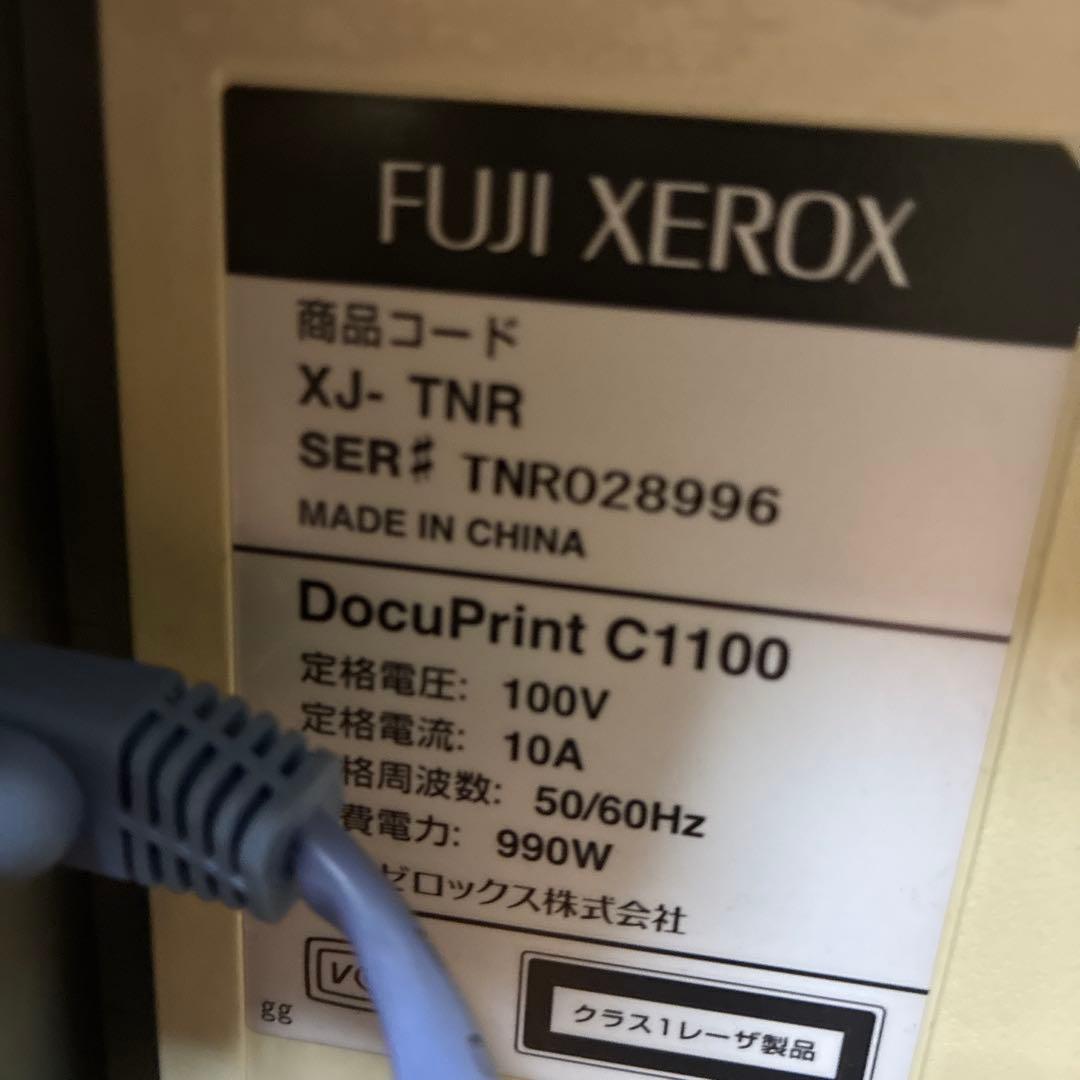 FUJI XEROX
商品コード
XJ- TNR
SER♯ TNR028996
MADE IN CHINA
DocuPrint C1100
定格電圧: 100V
定格電流: 10A
格周波数: 50/60Hz
費電力: 990W
ゼロックス株式会社
クラス1レーザ製品
gg